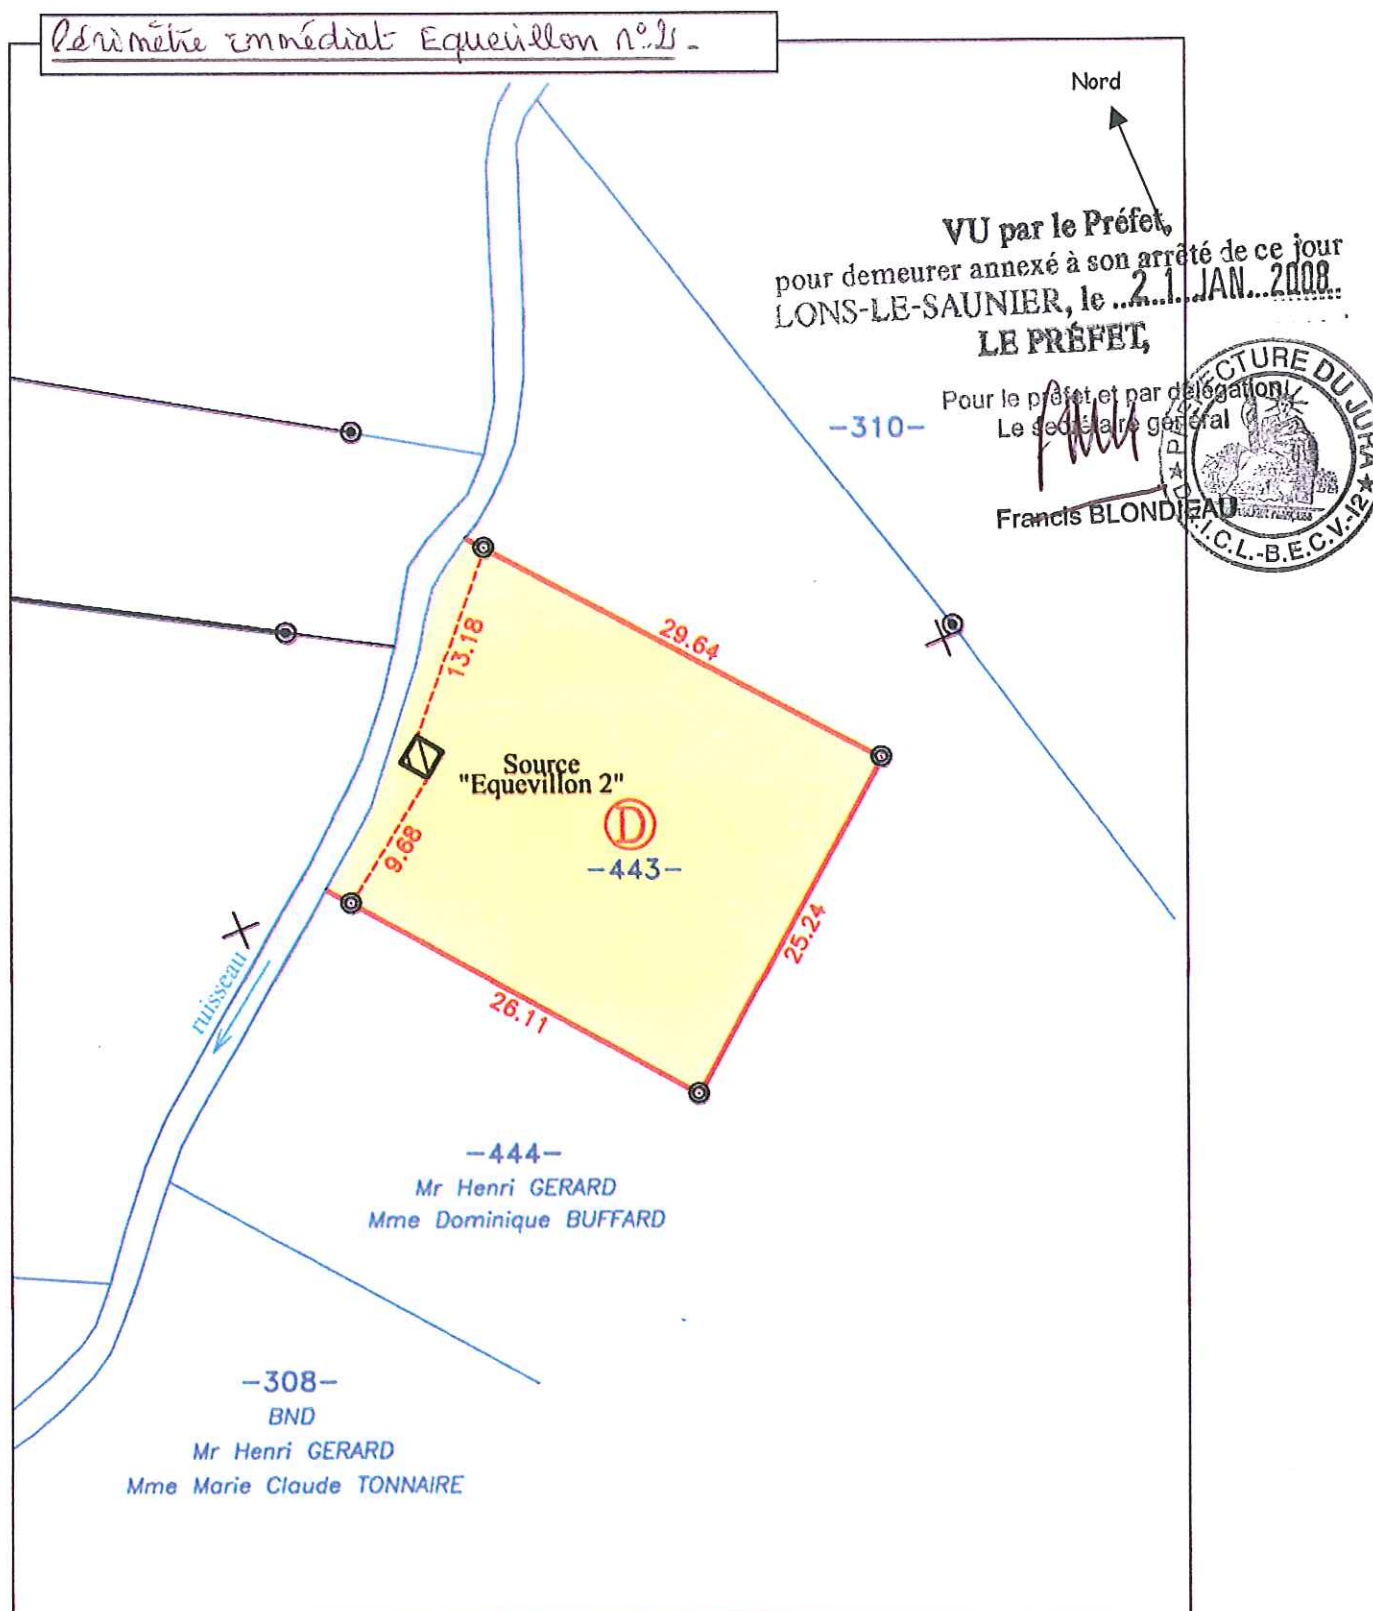 Périmètre immédiat Equevillon n°2.
Nord
VU par le Préfet,
pour demeurer annexé à son arrêté de ce jour
LONS-LE-SAUNIER, le 21 JAN. 2008
LE PRÉFET,
Pour le préfet et par délégation
Le secrétaire général
Francis BLONDIEAU
PRÉFECTURE DU JURA
D.I.C.L.-B.E.C.V.-12
-310-
29.64
13.18
Source
"Equevillon 2"
D
-443-
9.68
25.24
26.11
ruisseau
-444-
Mr Henri GERARD
Mme Dominique BUFFARD
-308-
BND
Mr Henri GERARD
Mme Marie Claude TONNAIRE